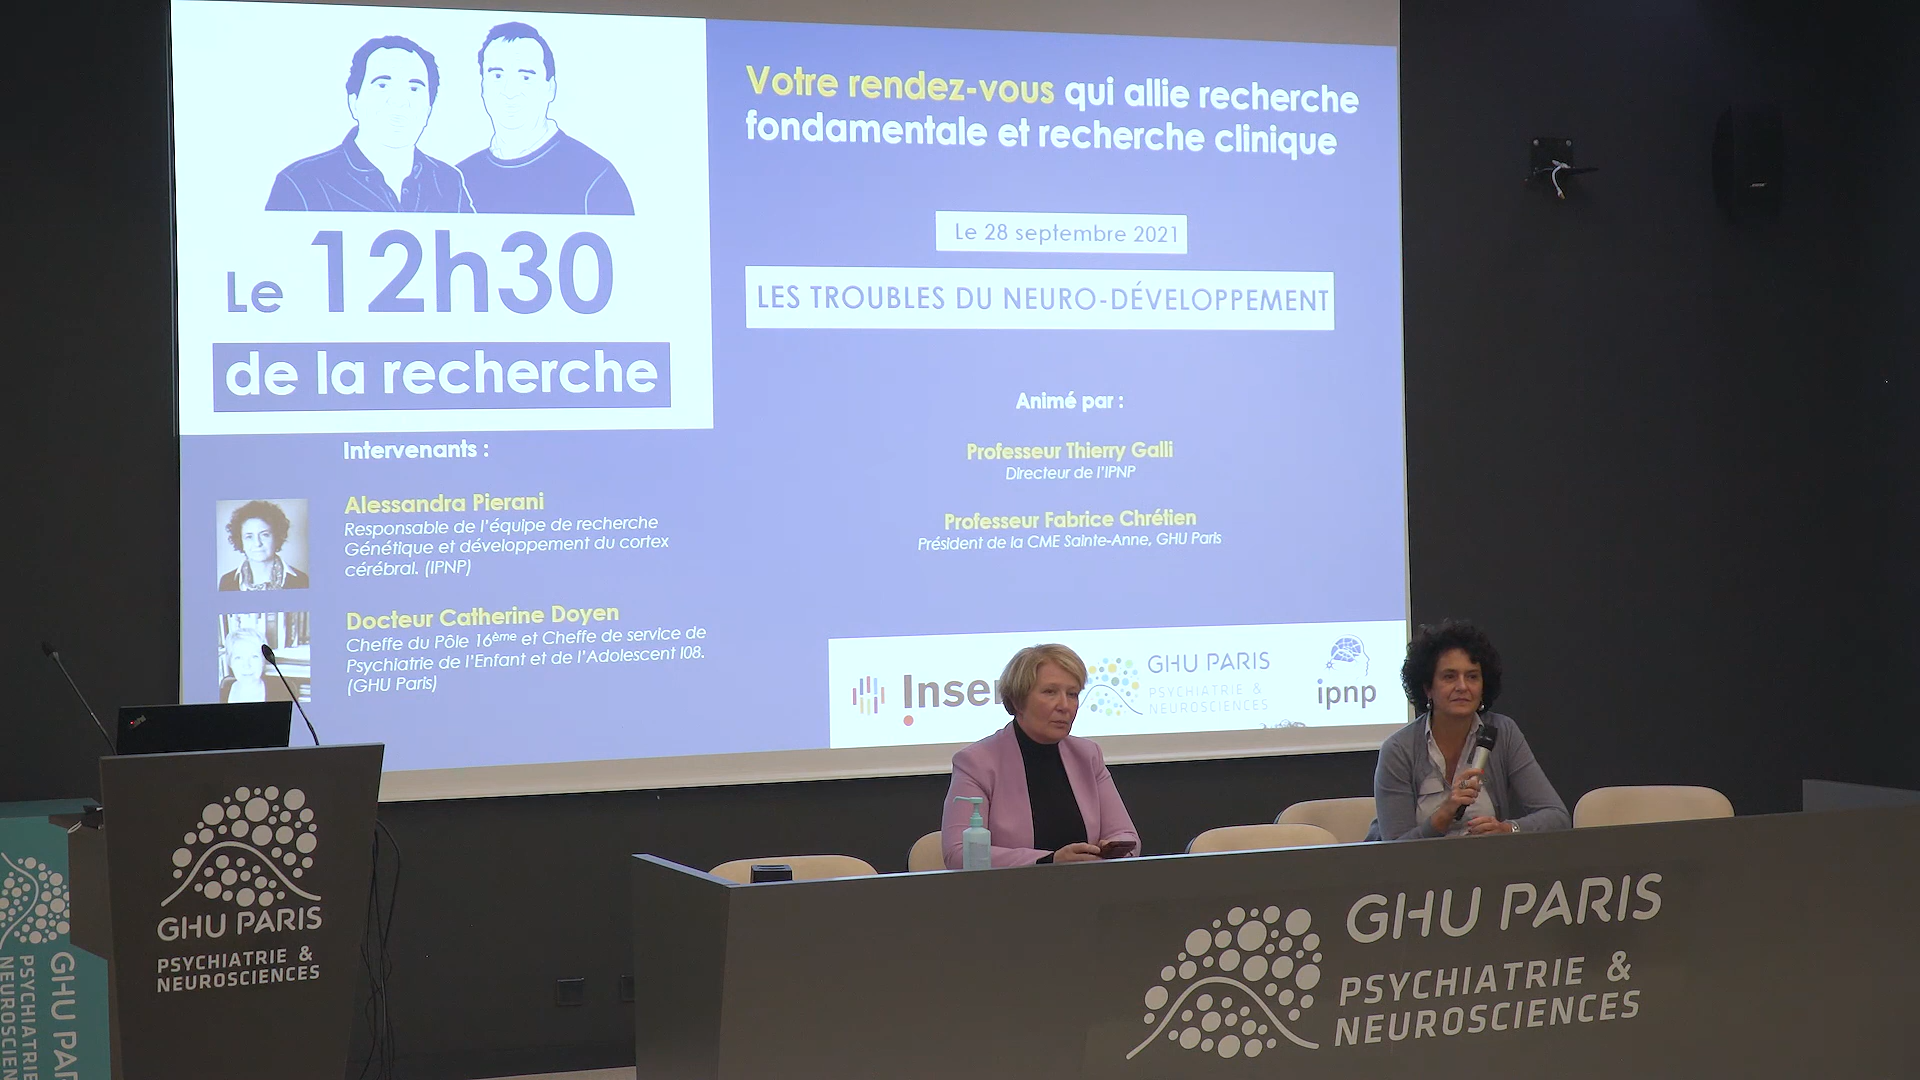 Votre rendez-vous qui allie recherche
fondamentale et recherche clinique
Le 28 septembre 2021
LES TROUBLES DU NEURO-DÉVELOPPEMENT
Le 12h30
de la recherche
Animé par :
Professeur Thierry Galli
Directeur de l'IPNP
Professeur Fabrice Chrétien
Président de la CME Sainte-Anne, GHU Paris
Intervenants :
Alessandra Pierani
Responsable de l'équipe de recherche
Génétique et développement du cortex
cérébral. (IPNP)
Docteur Catherine Doyen
Cheffe du Pôle 16ème et Cheffe de service de
Psychiatrie de l'Enfant et de l'Adolescent I08.
(GHU Paris)
Inse
GHU PARIS
PSYCHIATRIE &
NEUROSCIENCES
ipnp
GHU PARIS
PSYCHIATRIE &
NEUROSCIENCES
GHU PARIS
PSYCHIATRIE &
NEUROSCIENCES
GHU PAR
PSYCHIATRIE
NEUROSCIEN